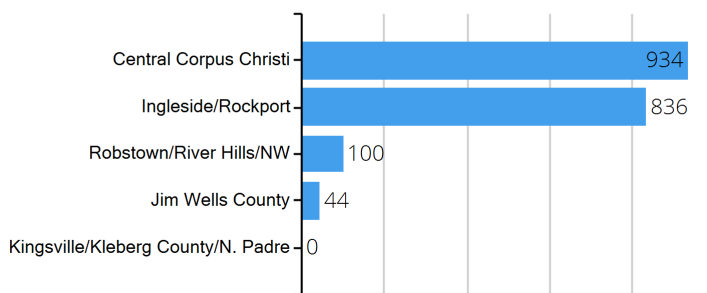 Central Corpus Christi 934
Ingleside/Rockport 836
Robstown/River Hills/NW 100
Jim Wells County 44
Kingsville/Kleberg County/N. Padre 0